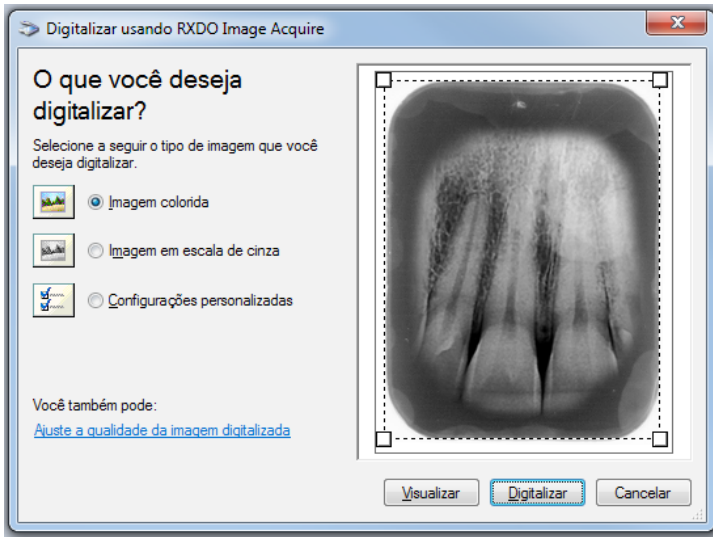 Digitalizar usando RXDO Image Acquire
O que você deseja
digitalizar?
Selecione a seguir o tipo de imagem que você
deseja digitalizar.
Imagem colorida
Imagem em escala de cinza
Configurações personalizadas
Você também pode:
Ajuste a qualidade da imagem digitalizada
Visualizar
Digitalizar
Cancelar